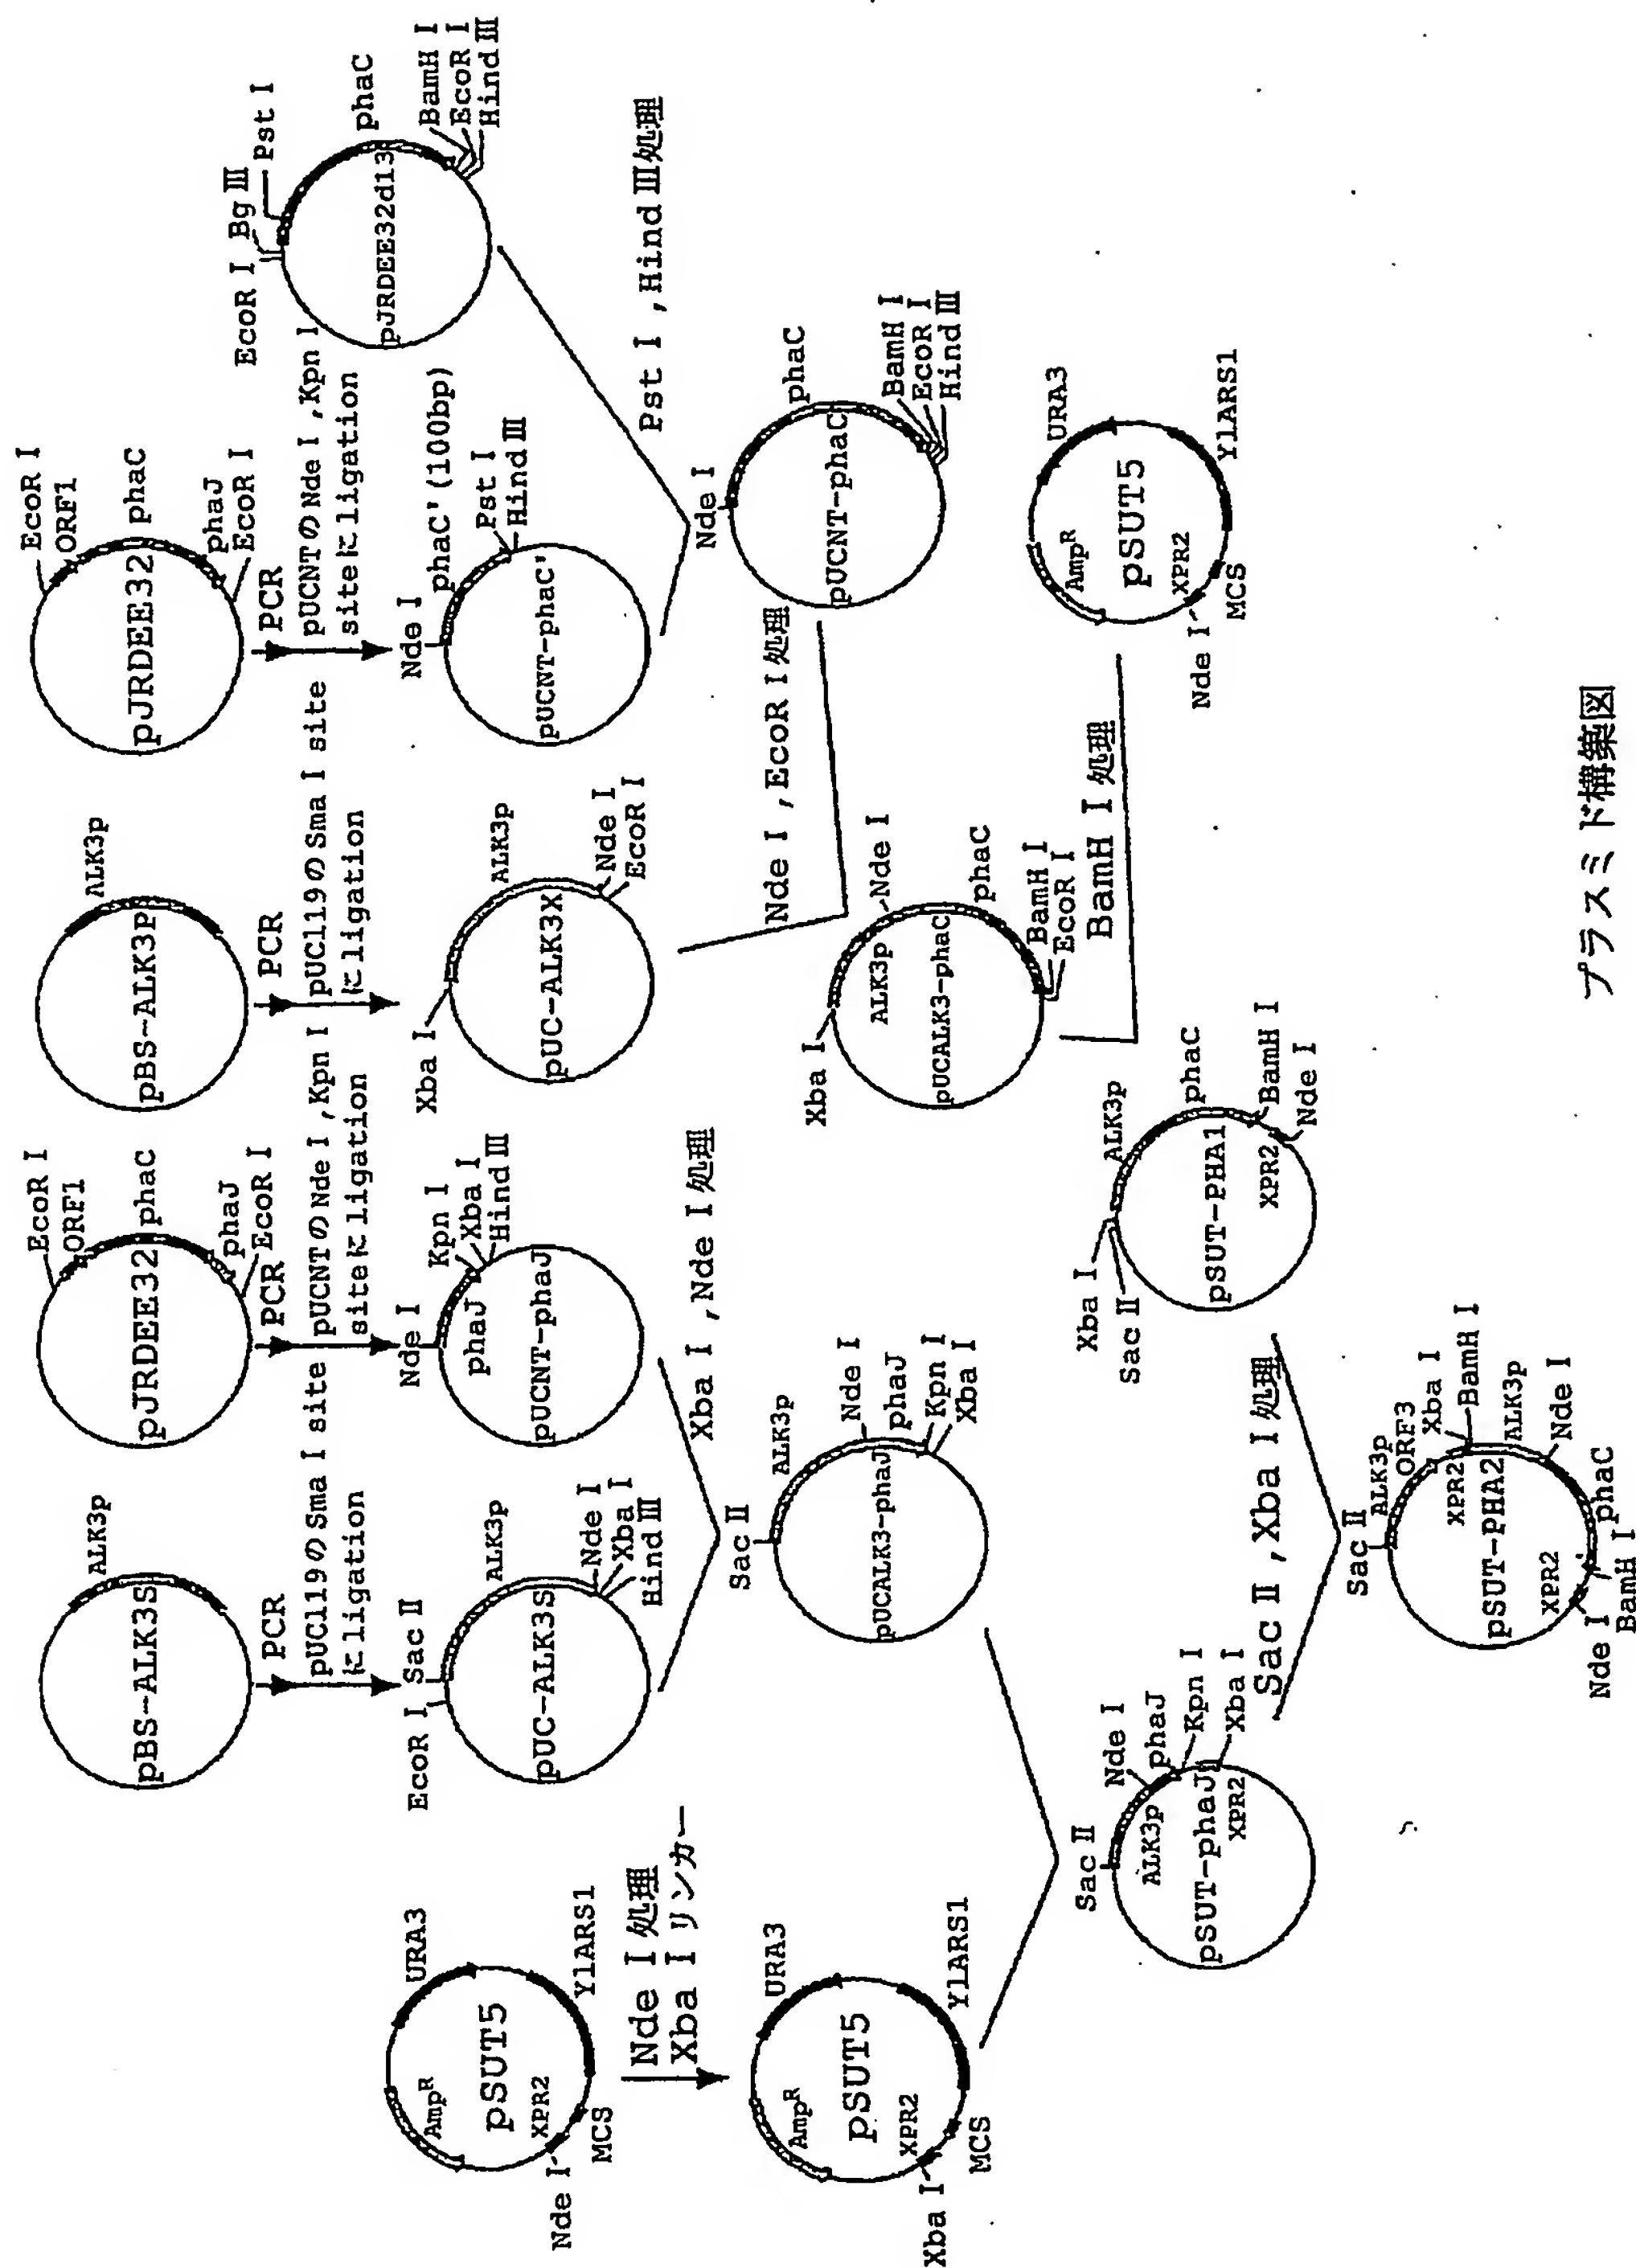 pBS-ALK3S
ALK3p
PCR
pUC119のSma I site
にligation
pJRDEE32
EcoR I
ORF1
phaC
phaJ
EcoR I
PCR
pUCNTのNde I,Kpn I
siteにligation
pBS-ALK3P
ALK3p
PCR
pUC119のSma I site
にligation
pJRDEE32
EcoR I
ORF1
phaC
phaJ
EcoR I
PCR
pUCNTのNde I,Kpn I
siteにligation
EcoR I
Bg Ⅲ
Pst I
phaC
pJRDEE32d13
BamH I
EcoR I
Hind Ⅲ
pSUT5
AmpR
URA3
YlARS1
XPR2
MCS
Nde I
Nde I 処理
Xba I リンカー
EcoR I
Sac Ⅱ
ALK3p
pUC-ALK3S
Nde I
Xba I
Hind Ⅲ
Nde I
phaJ
Kpn I
Xba I
Hind Ⅲ
pUCNT-phaJ
Xba I ,Nde I 処理
Xba I
ALK3p
pUC-ALK3X
Nde I
EcoR I
Nde I
phaC'(100bp)
Pst I
Hind Ⅲ
pUCNT-phaC'
Pst I ,Hind Ⅲ処理
pSUT5
AmpR
URA3
YlARS1
XPR2
MCS
Xba I
Sac Ⅱ
ALK3p
Nde I
phaJ
Kpn I
Xba I
pUCALK3-phaJ
Nde I ,EcoR I 処理
Nde I
phaC
pUCNT-phaC
BamH I
EcoR I
Hind Ⅲ
Xba I
ALK3p
Nde I
phaC
pUCALK3-phaC
BamH I
EcoR I
BamH I 処理
pSUT5
AmpR
URA3
YlARS1
XPR2
MCS
Nde I
Sac Ⅱ
ALK3p
Nde I
phaJ
Kpn I
Xba I
pSUT-phaJ
XPR2
Xba I
Sac Ⅱ
ALK3p
phaC
pSUT-PHA1
XPR2
BamH I
Nde I
Sac Ⅱ ,Xba I 処理
Sac Ⅱ
ALK3p
ORF3
Xba I
XPR2
BamH I
ALK3p
Nde I
pSUT-PHA2
XPR2
phaC
Nde I
BamH I
プラスミド構築図